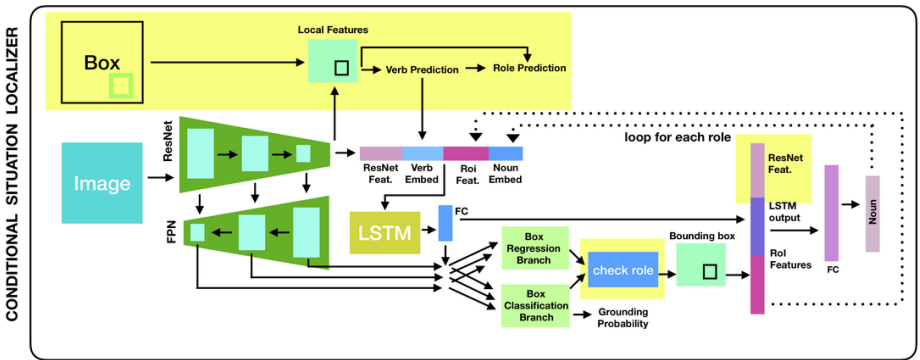 CONDITIONAL SITUATION LOCALIZER
Box
Local Features
Verb Prediction
Role Prediction
Image
ResNet
FPN
ResNet
Feat.
Verb
Embed
Roi
Feat.
Noun
Embed
loop for each role
LSTM
FC
Box
Regression
Branch
Box
Classification
Branch
check role
Grounding
Probability
Bounding box
ResNet
Feat.
LSTM
output
RoI
Features
FC
Noun